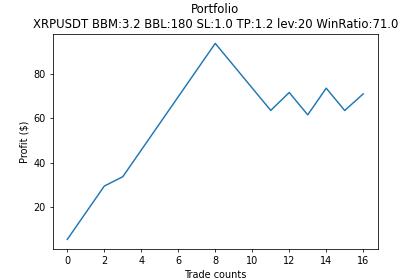 Portfolio
XRPUSDT BBM:3.2 BBL:180 SL:1.0 TP:1.2 lev:20 WinRatio:71.0
80
60
40
20
Profit ($)
0 2 4 6 8 10 12 14 16
Trade counts